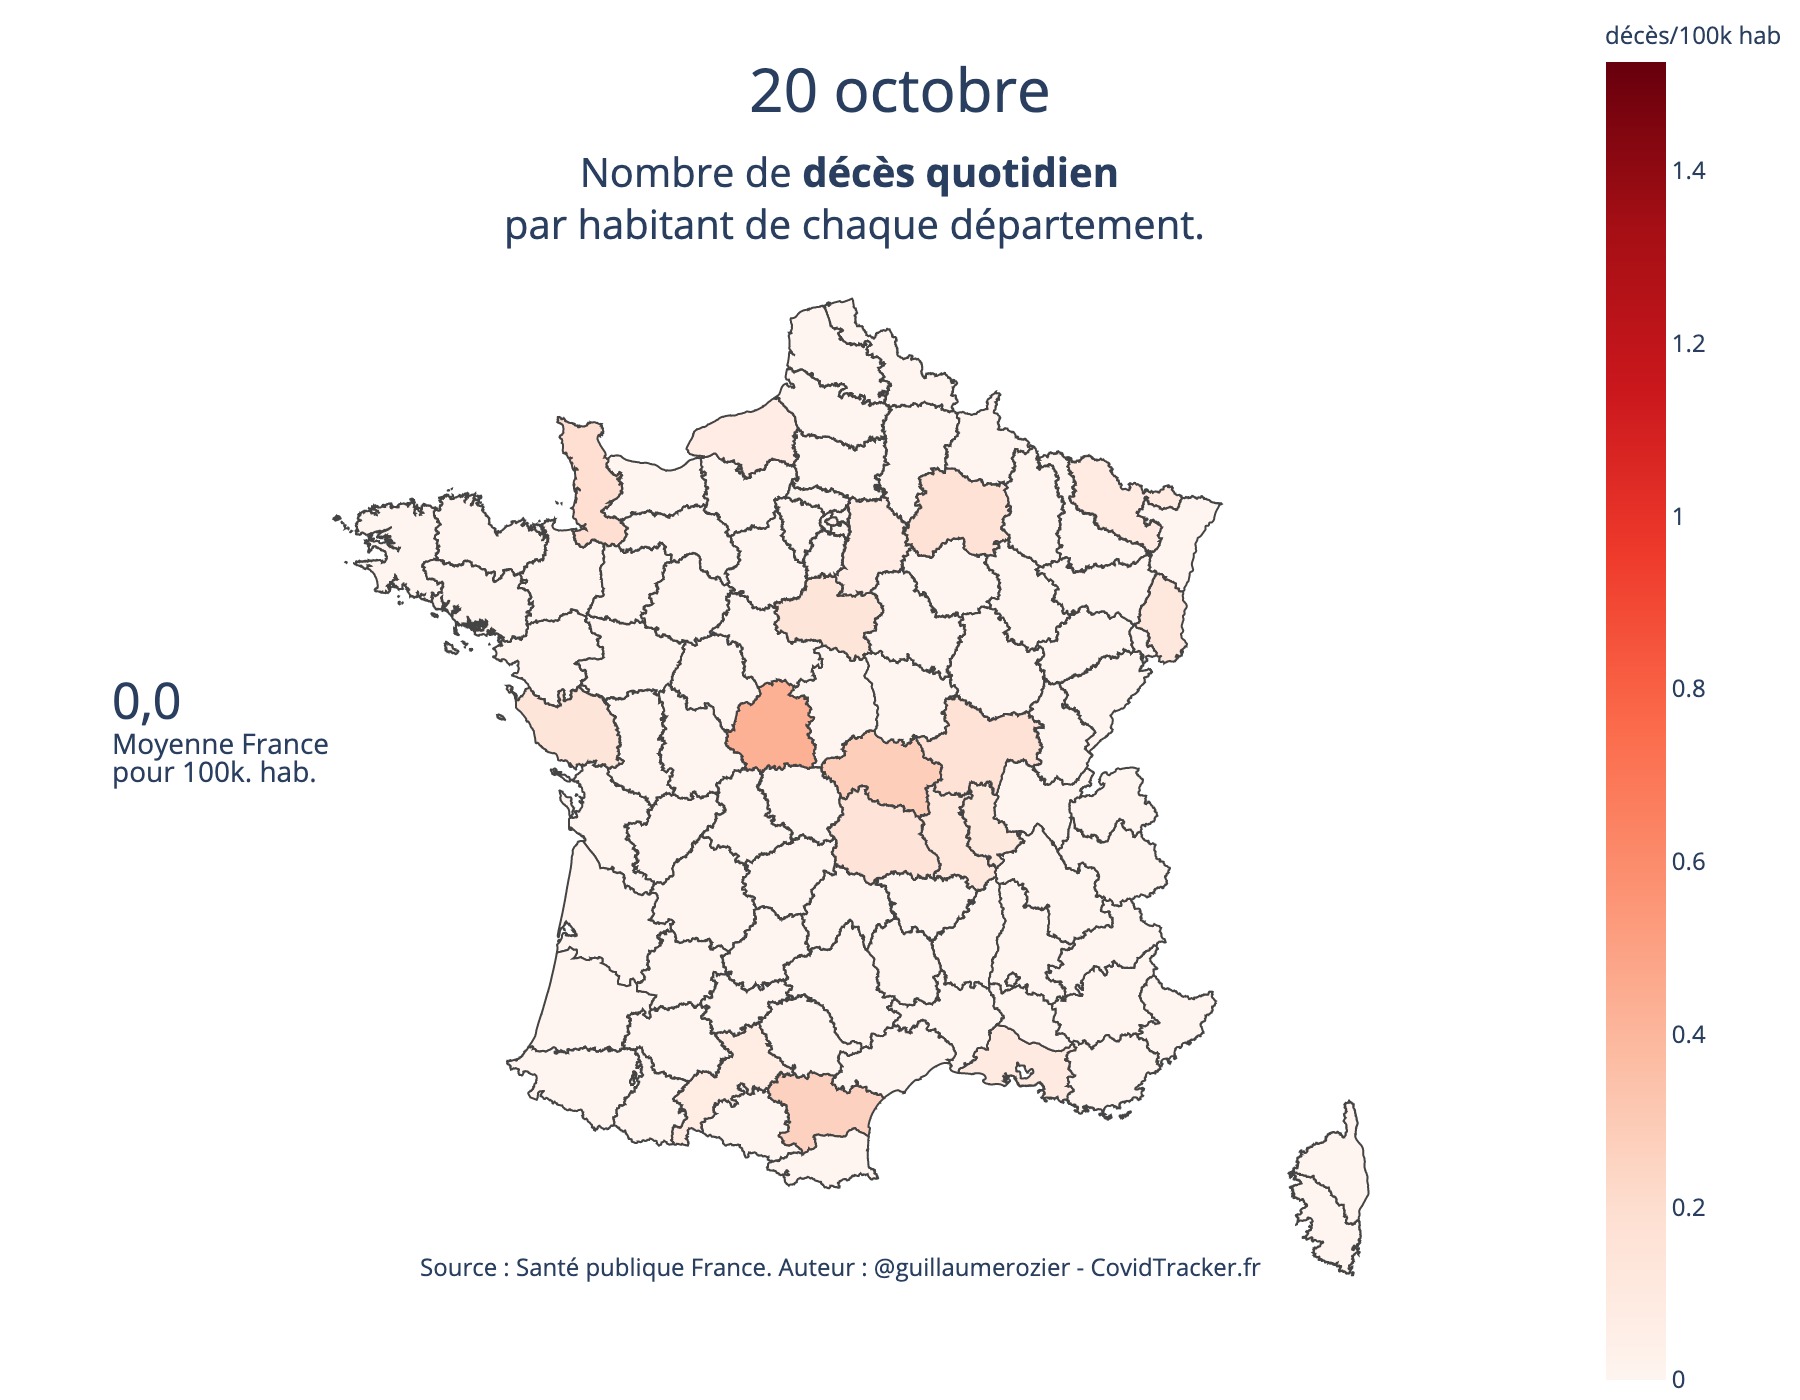 décès/100k hab
20 octobre
Nombre de décès quotidien
par habitant de chaque département.
1.4
1.2
1
0.8
0.6
0.4
0.2
0
0,0
Moyenne France
pour 100k. hab.
Source : Santé publique France. Auteur : @guillaumerozier - CovidTracker.fr